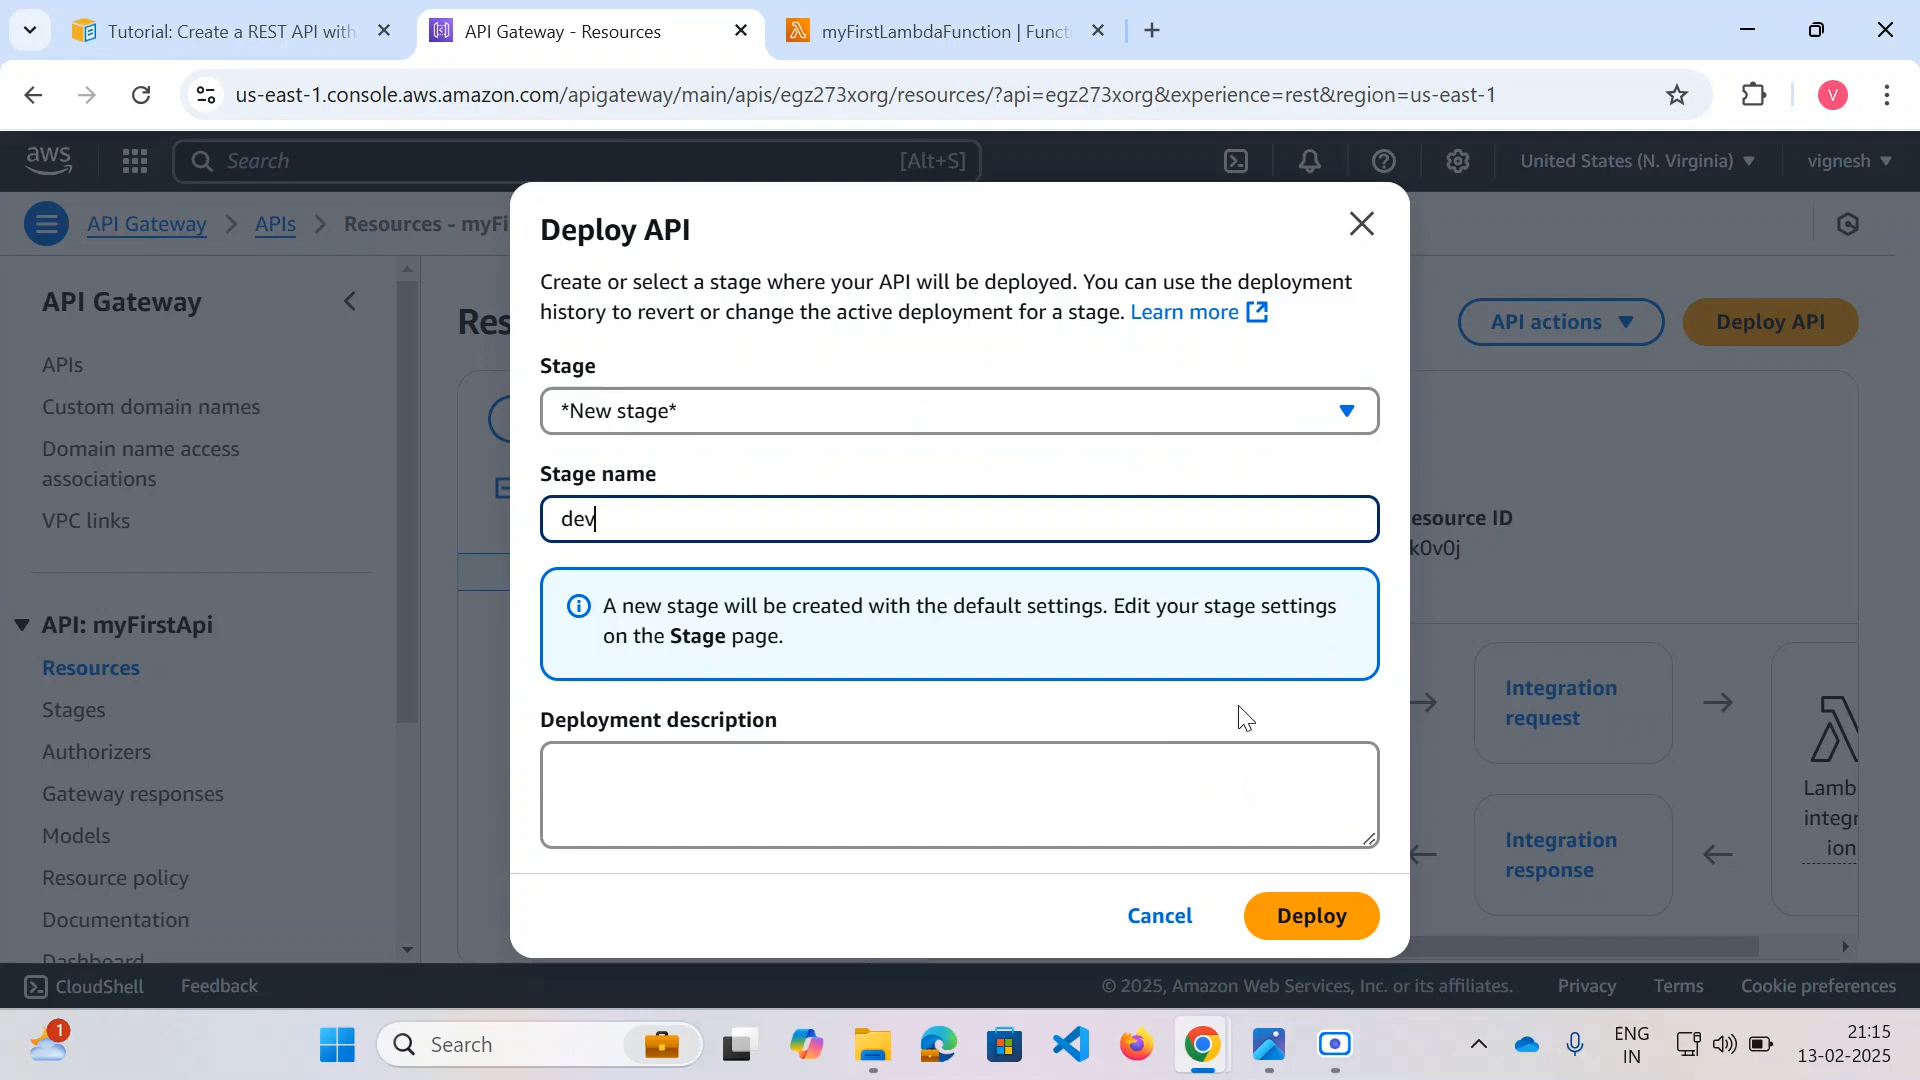 Tutorial: Create a REST API with
API Gateway - Resources
myFirstLambdaFunction | Functi
us-east-1.console.aws.amazon.com/apigateway/main/apis/egz273xorg/resources/?api=egz273xorg&experience=rest&region=us-east-1
V
aws
Search
[Alt+S]
United States (N. Virginia)
vignesh
API Gateway
APIs
Resources - myFi
API Gateway
APIs
Custom domain names
Domain name access
associations
VPC links
API: myFirstApi
Resources
Stages
Authorizers
Gateway responses
Models
Resource policy
Documentation
Dashboard
Res
API actions
Deploy API
esource ID
k0v0j
Integration
request
Integration
response
Lamb
integr
ion
Deploy API
Create or select a stage where your API will be deployed. You can use the deployment
history to revert or change the active deployment for a stage. Learn more
Stage
*New stage*
Stage name
dev
A new stage will be created with the default settings. Edit your stage settings
on the Stage page.
Deployment description
Cancel
Deploy
CloudShell
Feedback
© 2025, Amazon Web Services, Inc. or its affiliates.
Privacy
Terms
Cookie preferences
1
Search
ENG
IN
21:15
13-02-2025